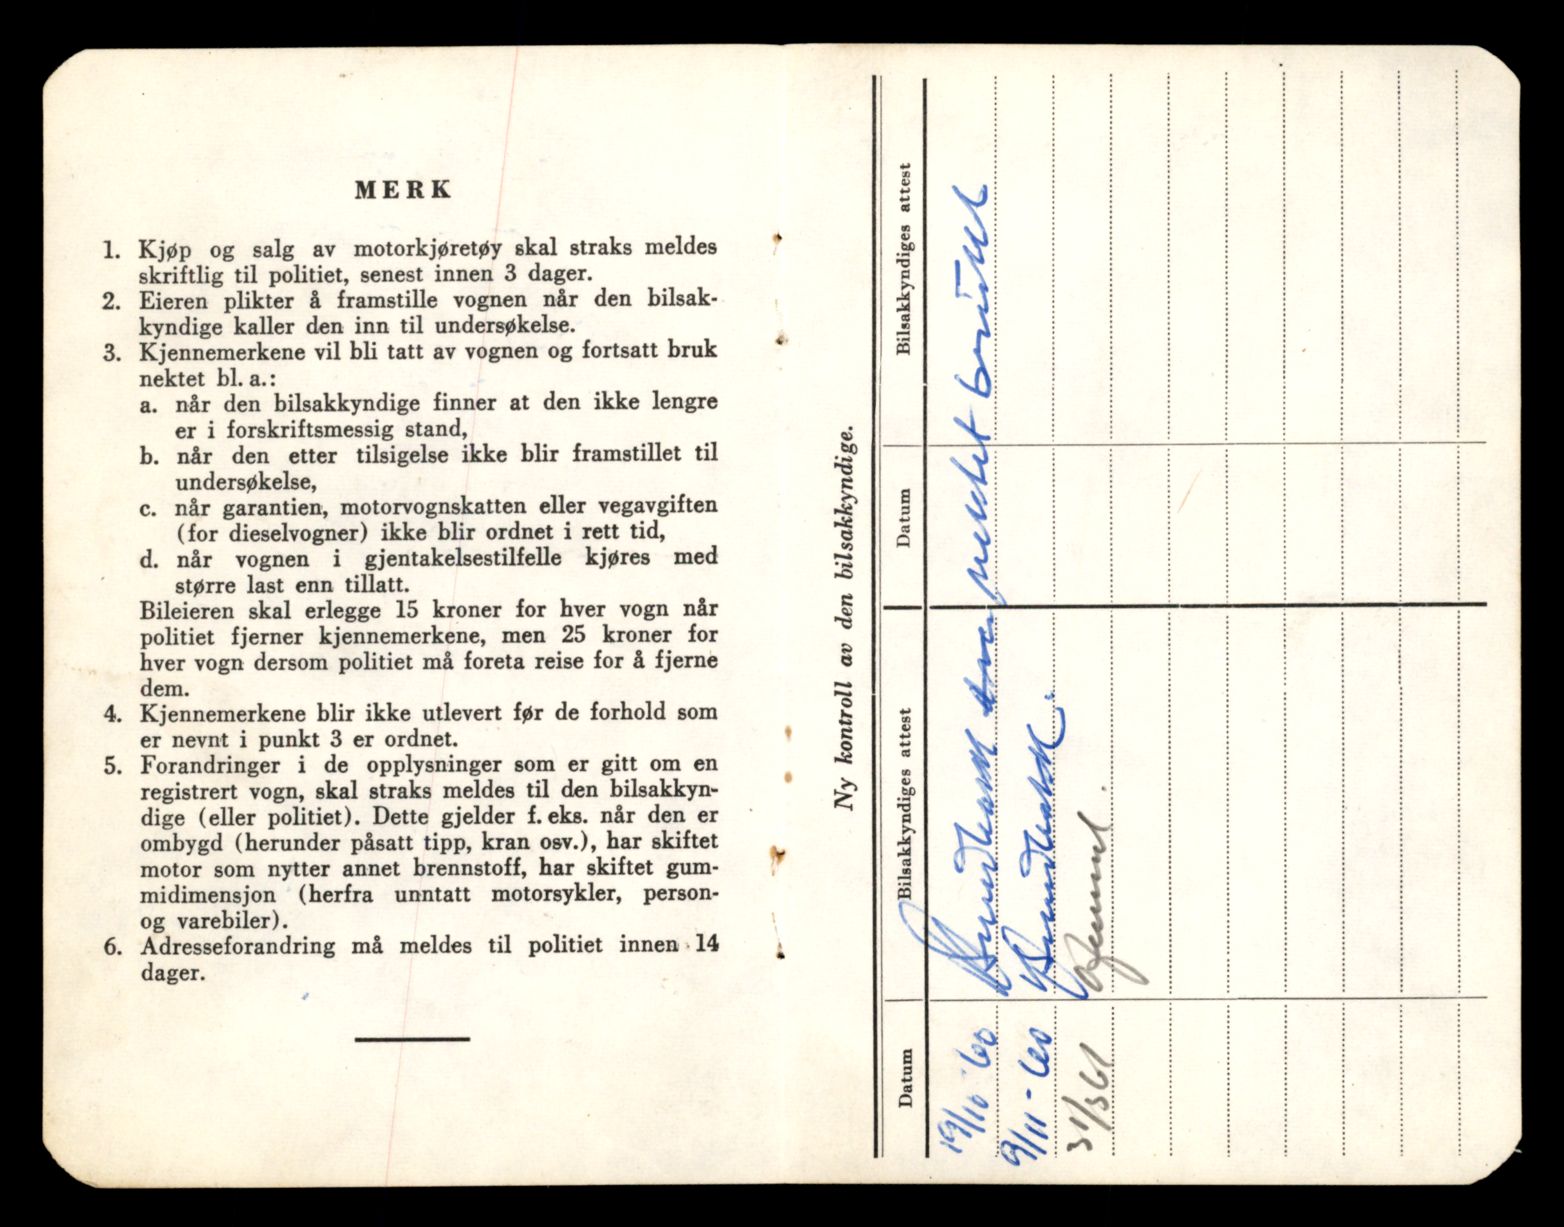 MERK
1. Kjøp og salg av motorkjøretøy skal straks meldes
skriftlig til politiet, senest innen 3 dager.
2. Eieren plikter å framstille vognen når den bilsak-
kyndige kaller den inn til undersøkelse.
3. Kjennemerkene vil bli tatt av vognen og fortsatt bruk
nektet bl. a.:
a. når den bilsakkyndige finner at den ikke lengre
er i forskriftsmessig stand,
b. når den etter tilsigelse ikke blir framstillet til
undersøkelse,
c. når garantien, motorvognskatten eller vegavgiften
(for dieselvogner) ikke blir ordnet i rett tid,
d. når vognen i gjentakelsestilfelle kjøres med
større last enn tillatt.
Bileieren skal erlegge 15 kroner for hver vogn når
politiet fjerner kjennemerkene, men 25 kroner for
hver vogn dersom politiet må foreta reise for å fjerne
dem.
4. Kjennemerkene blir ikke utlevert før de forhold som
er nevnt i punkt 3 er ordnet.
5. Forandringer i de opplysninger som er gitt om en
registrert vogn, skal straks meldes til den bilsakkyn-
dige (eller politiet). Dette gjelder f. eks. når den er
ombygd (herunder påsatt tipp, kran osv.), har skiftet
motor som nytter annet brennstoff, har skiftet gum-
midimensjon (herfra unntatt motorsykler, person-
og varebiler).
6. Adresseforandring må meldes til politiet innen 14
dager.
Ny kontroll av den bilsakkyndige.
Datum Bilsakkyndiges attest Datum Bilsakkyndiges attest
19/10-60
9/11-60
31/3 61